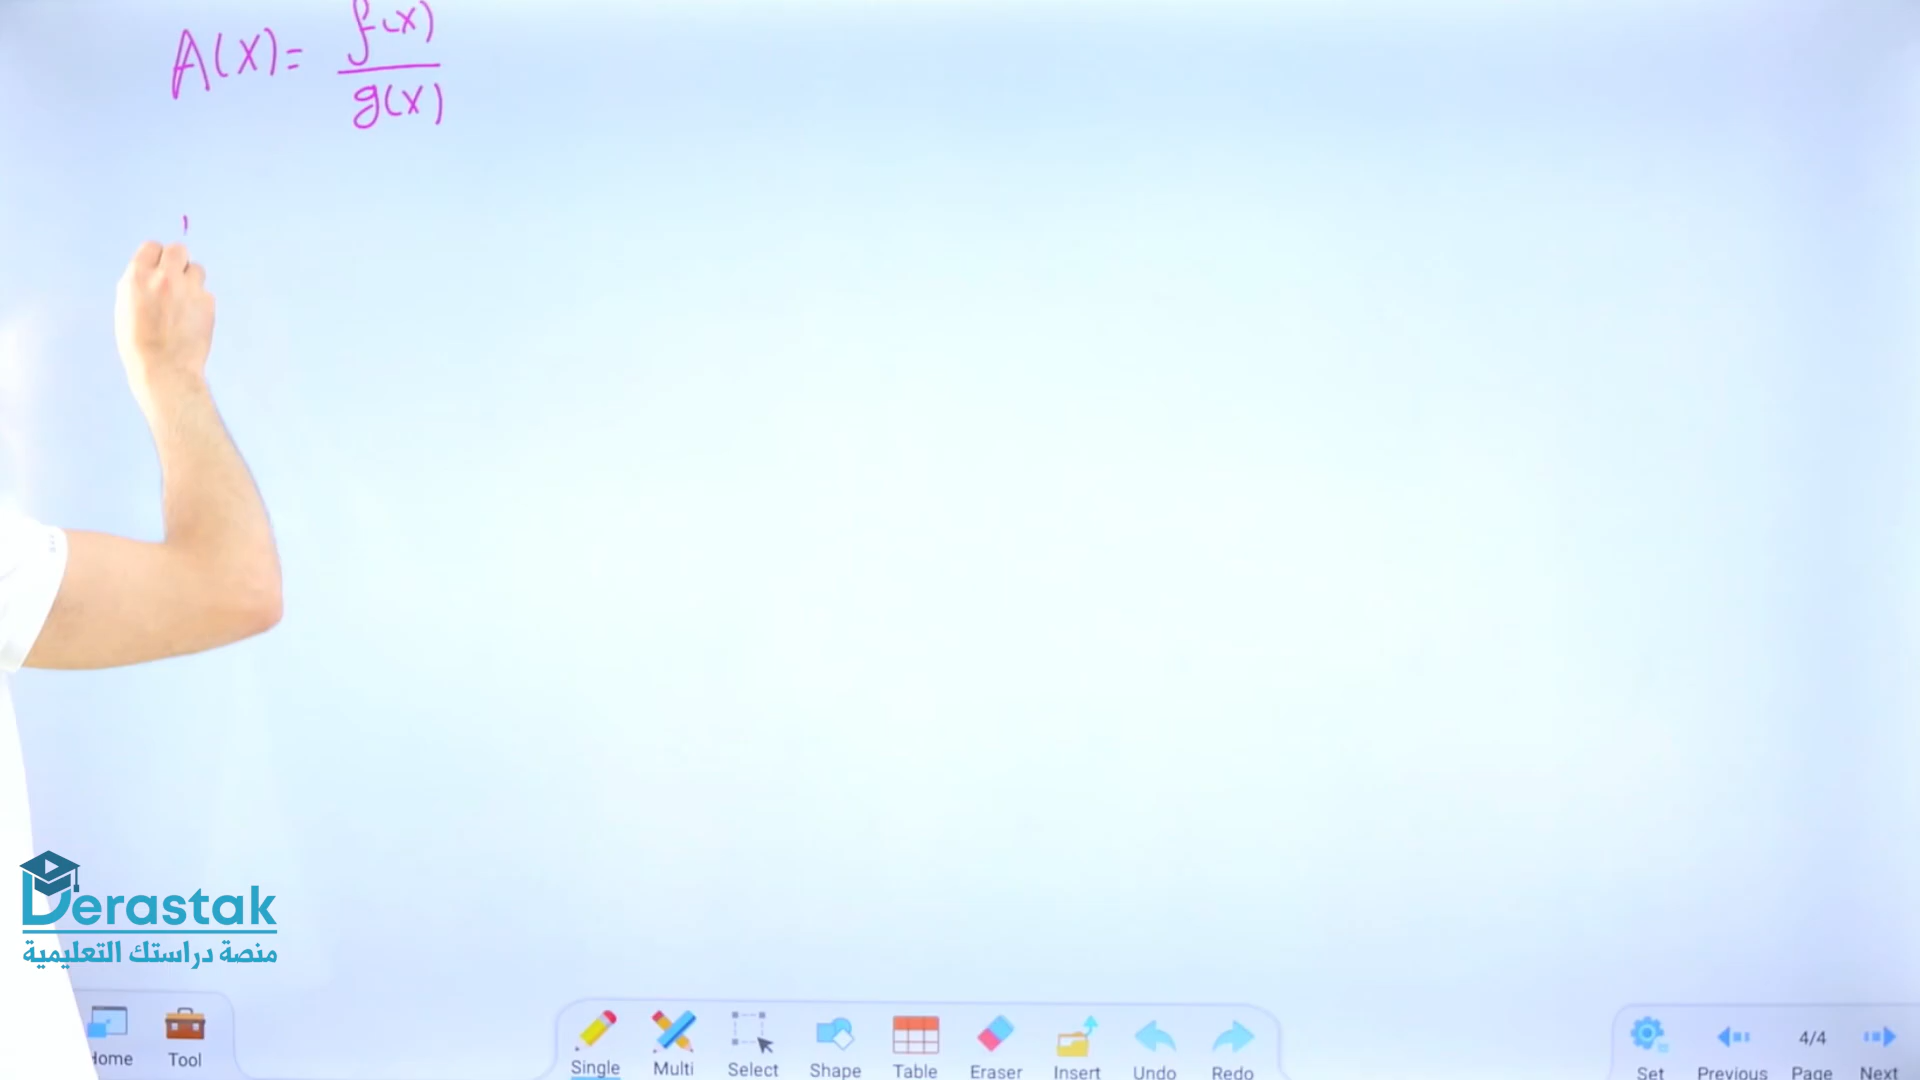 A(x) = f(x) / g(x)
Derastak
منصة دراستك التعليمية
Home Tool
Single Multi Select Shape Table Eraser Insert Undo Redo
Set Previous 4/4 Page Next